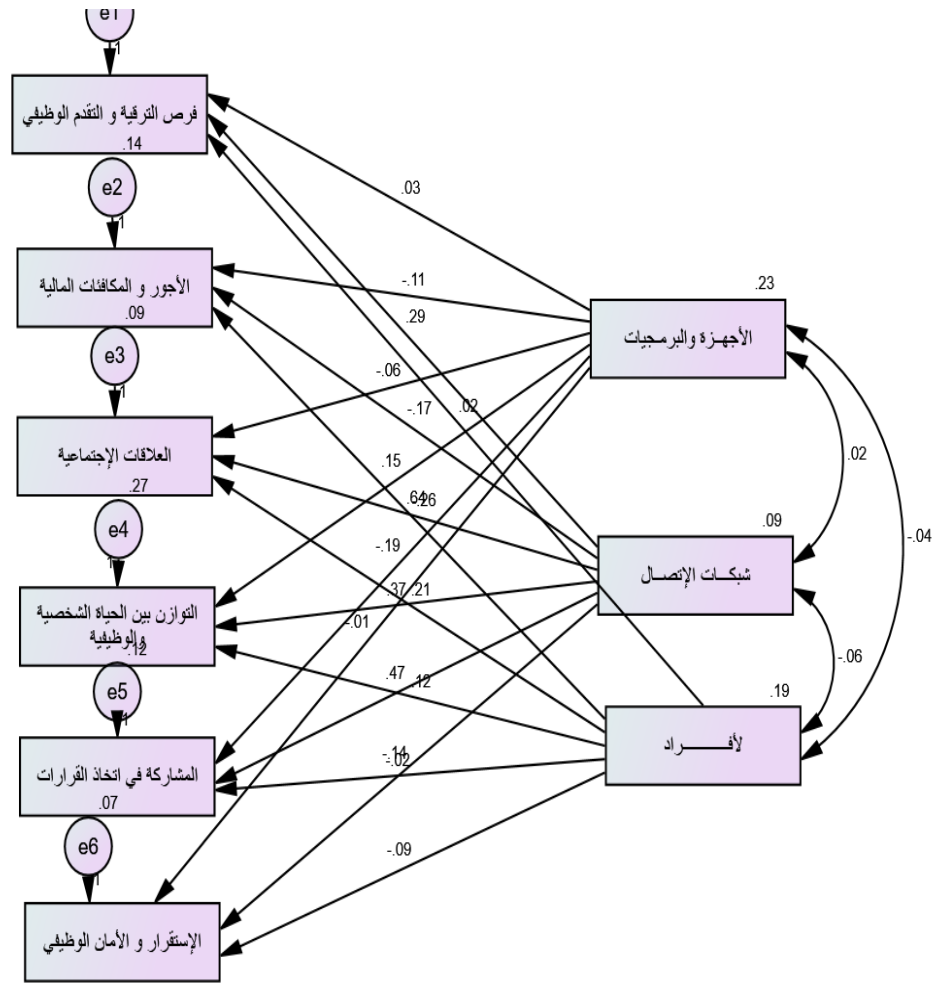 e1
1
فرص الترقية و التقدم الوظيفي
.14
e2
1
الأجور و المكافئات المالية
.09
e3
1
العلاقات الإجتماعية
.27
e4
1
التوازن بين الحياة الشخصية
والوظيفية
.12
e5
1
المشاركة في اتخاذ القرارات
.07
e6
1
الإستقرار و الأمان الوظيفي
.03
-.11
.29
-.06
-.17
.02
.15
.64
-.26
-.19
.37
.21
-.01
.47
.12
-.14
-.02
-.09
.23
الأجهـزة والبرمـجيات
.02
-.04
.09
شبكــات الإتصــال
-.06
.19
لأفــــــــراد